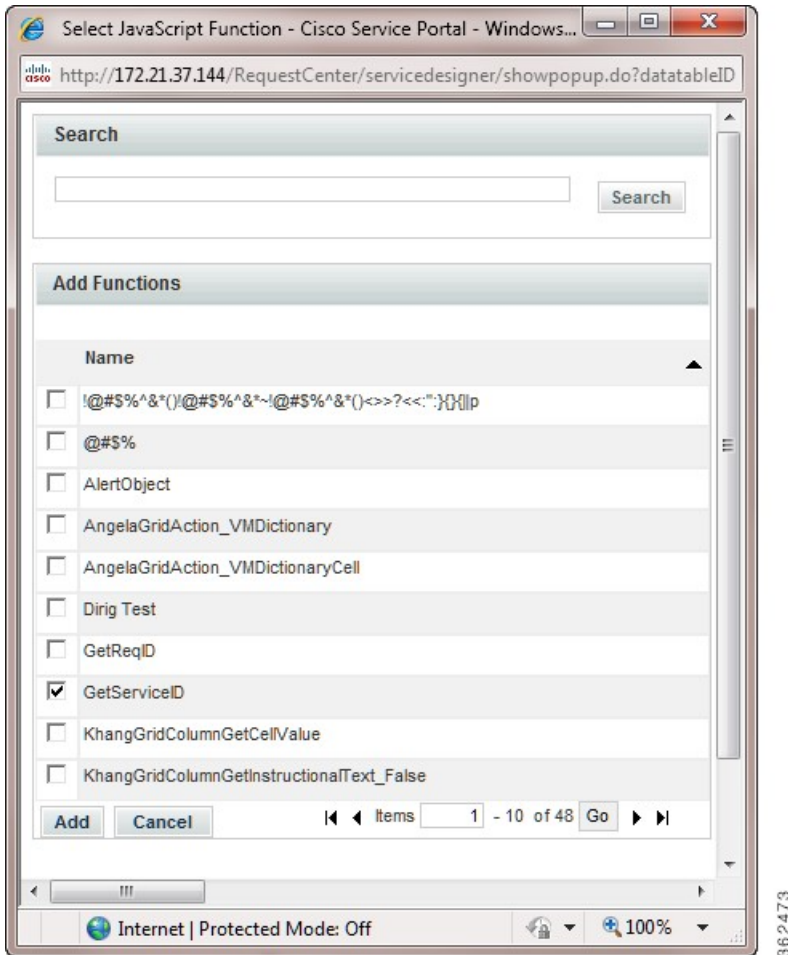 Select JavaScript Function - Cisco Service Portal - Windows...
cisco http://172.21.37.144/RequestCenter/servicedesigner/showpopup.do?datatableID
Search
Search
Add Functions
Name
!@#$%^&*()!@#$%^&*~!@#$%^&*()<>>?<<:":}{}{||p
@#$%
AlertObject
AngelaGridAction_VMDictionary
AngelaGridAction_VMDictionaryCell
Dirig Test
GetReqID
GetServiceID
KhangGridColumnGetCellValue
KhangGridColumnGetInstructionalText_False
Add Cancel Items 1 - 10 of 48 Go
Internet | Protected Mode: Off 100%
362473